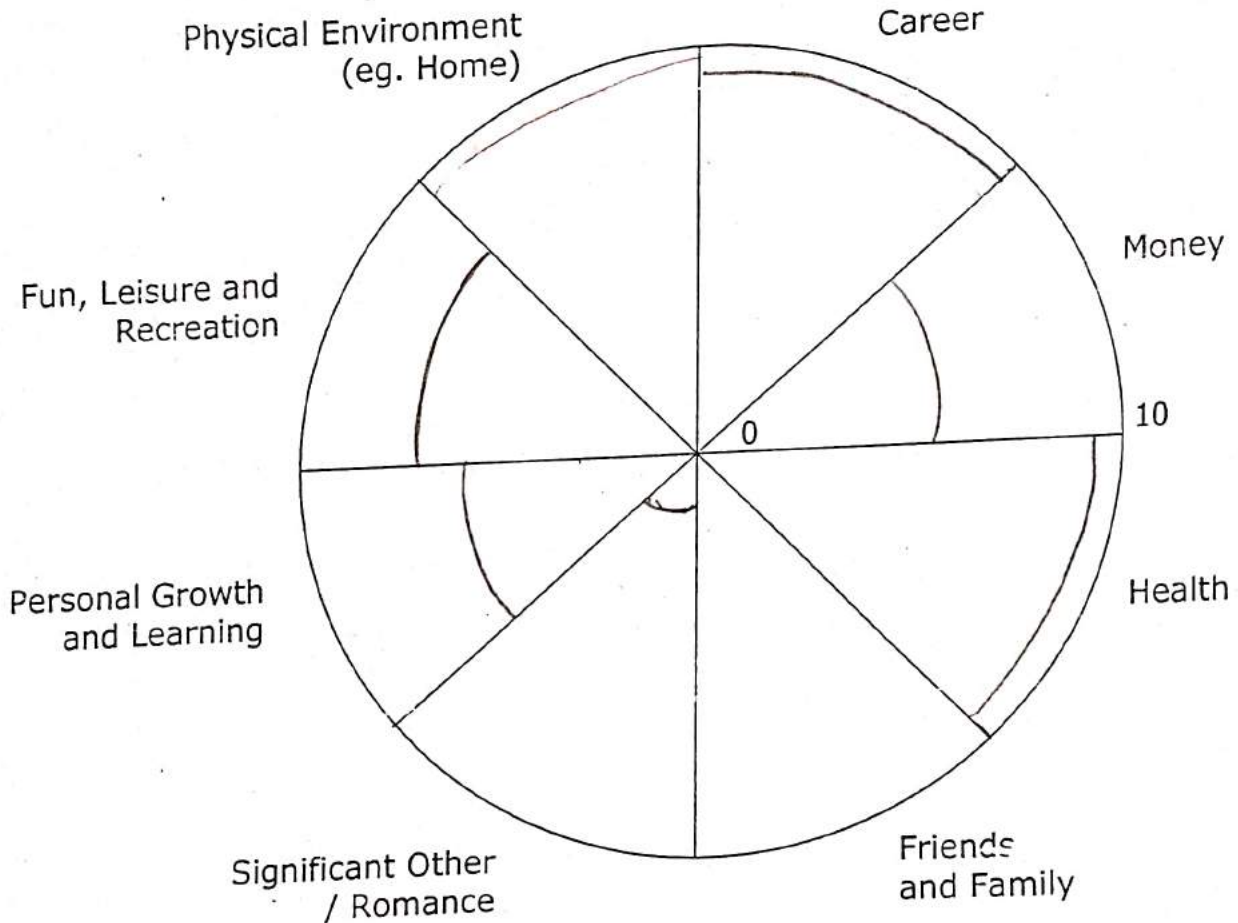 Physical Environment
(eg. Home)
Career
Money
10
0
Fun, Leisure and
Recreation
Health
Personal Growth
and Learning
Significant Other
/ Romance
Friends
and Family